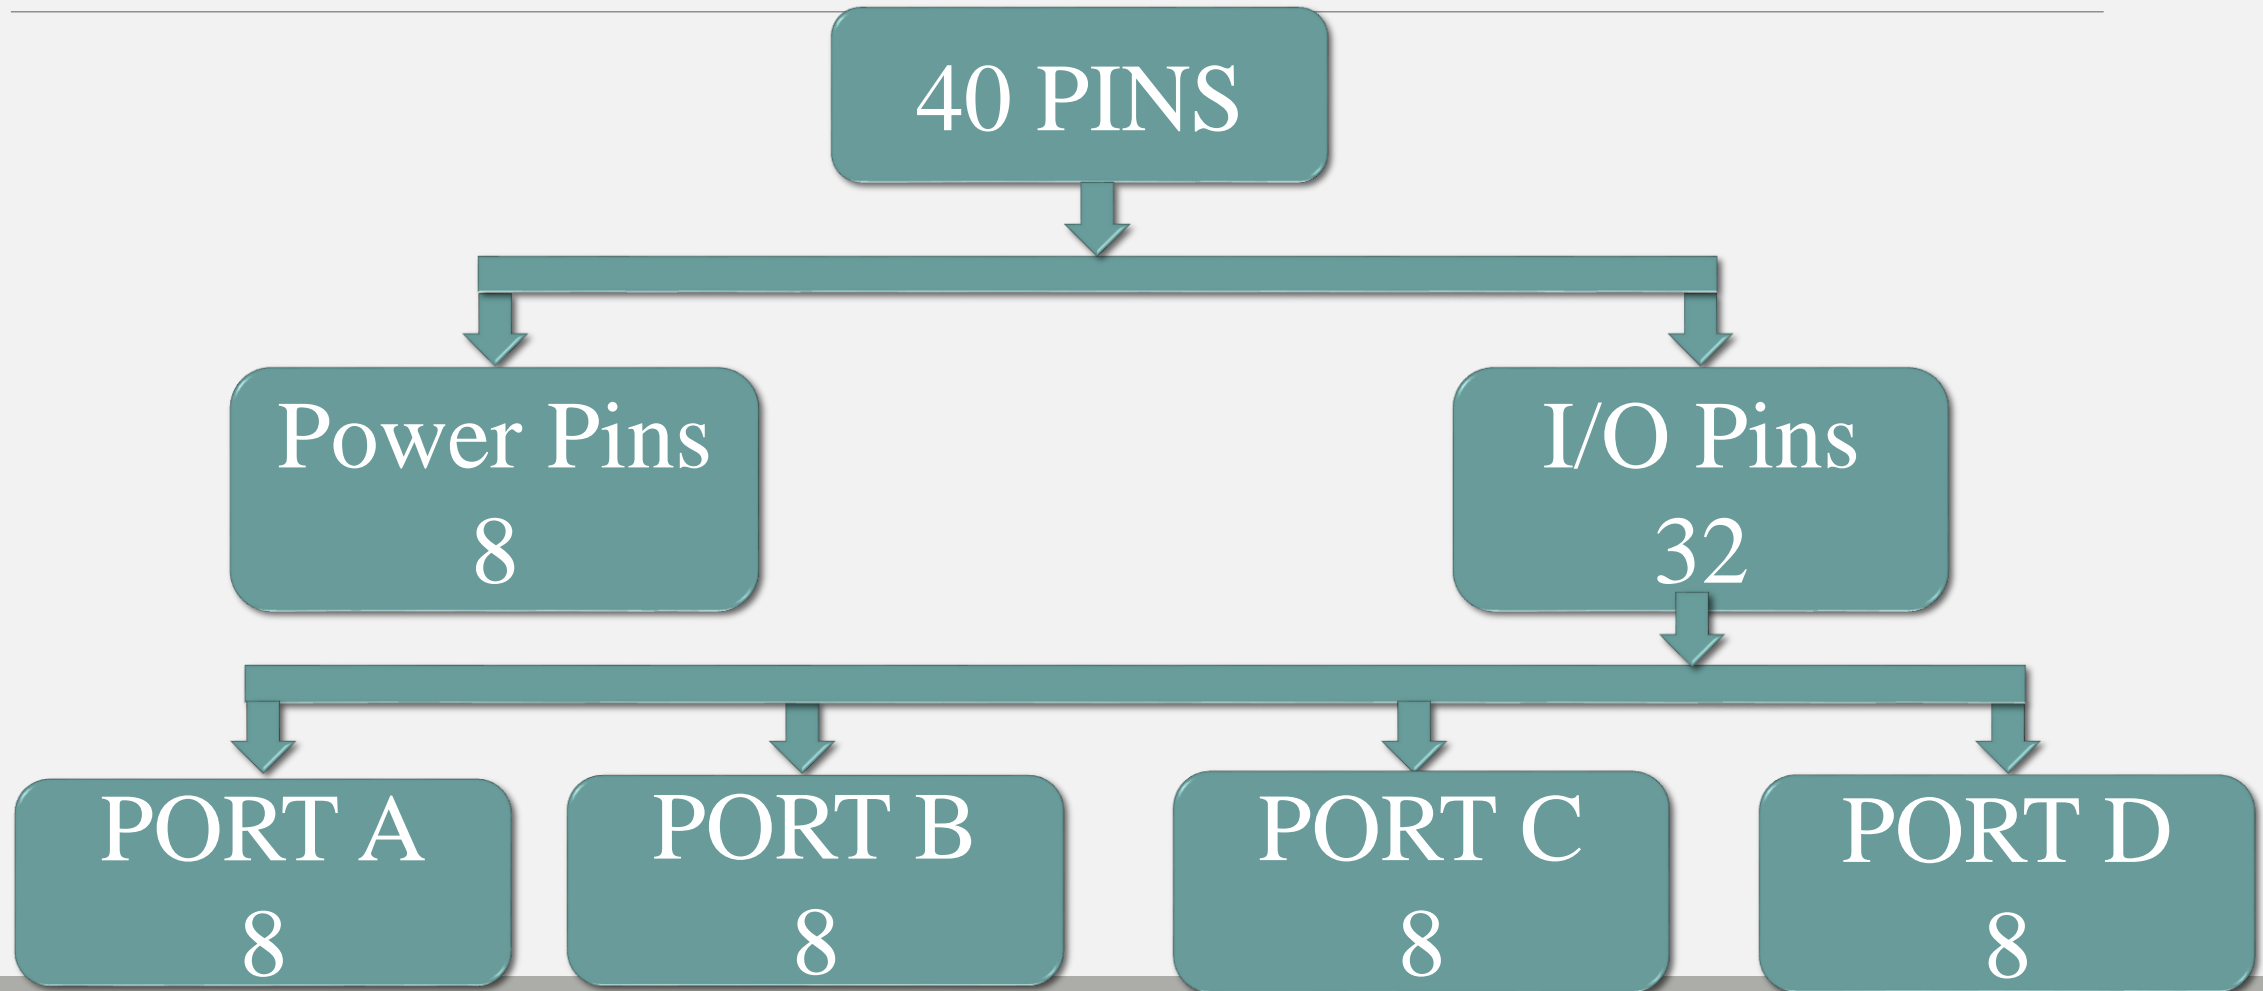 40 PINS
Power Pins
8
I/O Pins
32
PORT A
8
PORT B
8
PORT C
8
PORT D
8